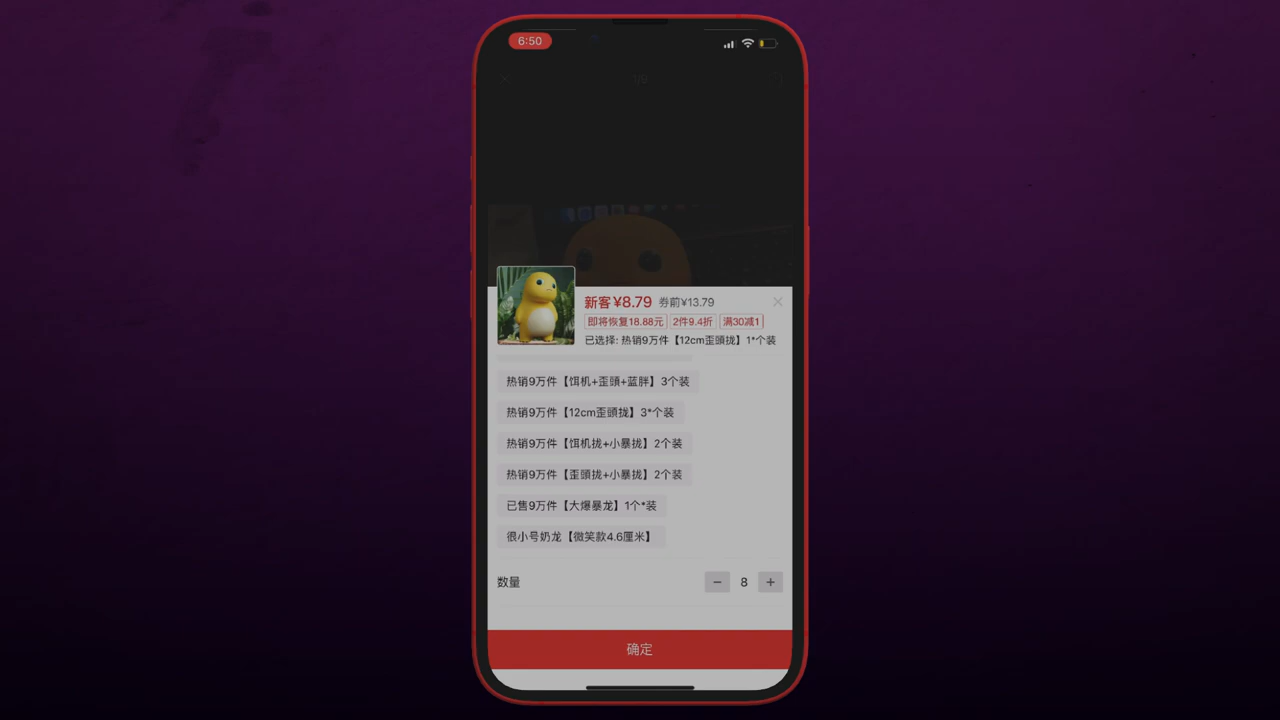 6:50
1/9
新客¥8.79 券前¥13.79
即将恢复18.88元 2件9.4折 满30减1
已选择: 热销9万件【12cm歪頭拢】1*个装
热销9万件【饵机+歪頭+蓝胖】3个装
热销9万件【12cm歪頭拢】3*个装
热销9万件【饵机拢+小暴拢】2个装
热销9万件【歪頭拢+小暴拢】2个装
已售9万件【大爆暴龙】1个*装
很小号奶龙【微笑款4.6厘米】
数量 − 8 +
确定